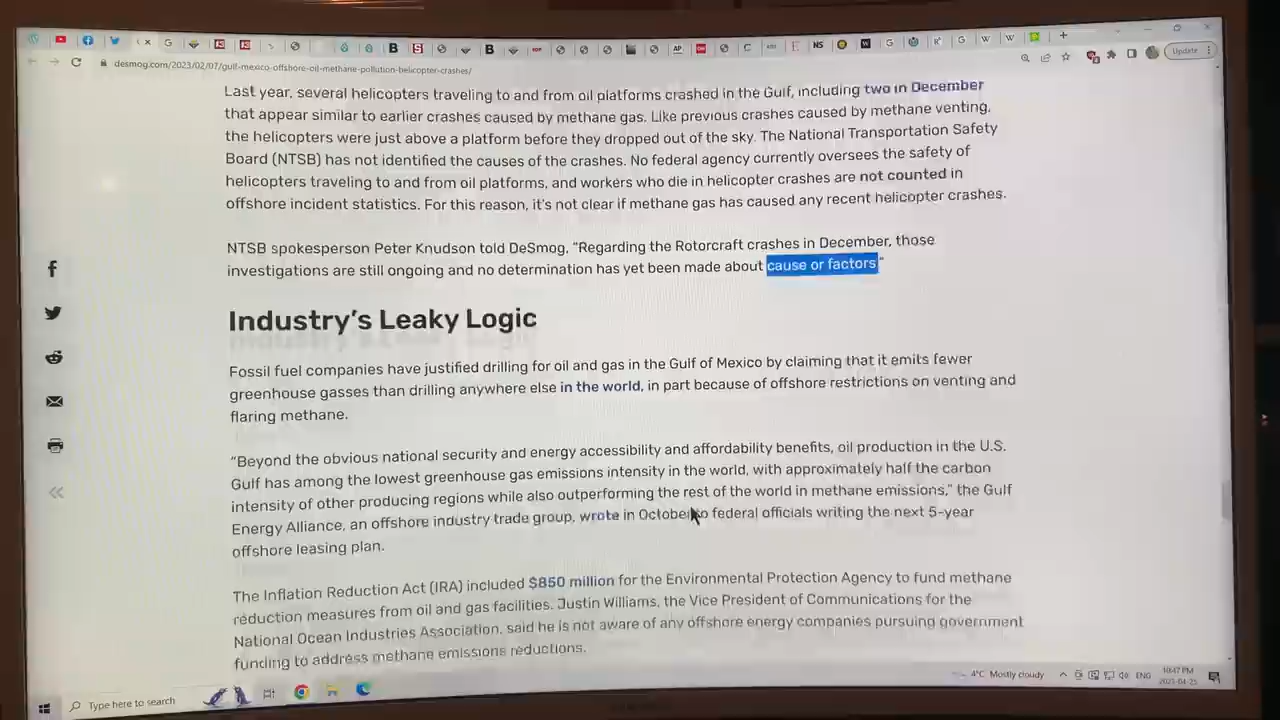 desmog.com/2023/02/07/gulf-mexico-offshore-oil-methane-pollution-helicopter-crashes/
Update
Last year, several helicopters traveling to and from oil platforms crashed in the Gulf, including two in December
that appear similar to earlier crashes caused by methane gas. Like previous crashes caused by methane venting,
the helicopters were just above a platform before they dropped out of the sky. The National Transportation Safety
Board (NTSB) has not identified the causes of the crashes. No federal agency currently oversees the safety of
helicopters traveling to and from oil platforms, and workers who die in helicopter crashes are not counted in
offshore incident statistics. For this reason, it's not clear if methane gas has caused any recent helicopter crashes.
NTSB spokesperson Peter Knudson told DeSmog, "Regarding the Rotorcraft crashes in December, those
investigations are still ongoing and no determination has yet been made about cause or factors"
Industry's Leaky Logic
Fossil fuel companies have justified drilling for oil and gas in the Gulf of Mexico by claiming that it emits fewer
greenhouse gasses than drilling anywhere else in the world, in part because of offshore restrictions on venting and
flaring methane.
"Beyond the obvious national security and energy accessibility and affordability benefits, oil production in the U.S.
Gulf has among the lowest greenhouse gas emissions intensity in the world, with approximately half the carbon
intensity of other producing regions while also outperforming the rest of the world in methane emissions," the Gulf
Energy Alliance, an offshore industry trade group, wrote in October to federal officials writing the next 5-year
offshore leasing plan.
The Inflation Reduction Act (IRA) included $850 million for the Environmental Protection Agency to fund methane
reduction measures from oil and gas facilities. Justin Williams, the Vice President of Communications for the
National Ocean Industries Association, said he is not aware of any offshore energy companies pursuing government
funding to address methane emissions reductions.
Type here to search
4°C Mostly cloudy
ENG
10:47 PM
2023-04-25